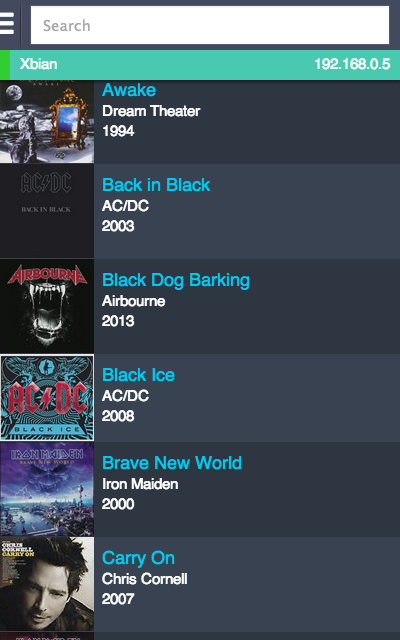 Search
Xbian 192.168.0.5
AWAKE
Awake
Dream Theater
1994
AC/DC
BACK IN BLACK
Back in Black
AC/DC
2003
AIRBOURNE
Black Dog Barking
Airbourne
2013
AC/DC
BLACK ICE
Black Ice
AC/DC
2008
IRON MAIDEN
BRAVE NEW WORLD
Brave New World
Iron Maiden
2000
CHRIS
CORNELL
CARRY ON
Carry On
Chris Cornell
2007